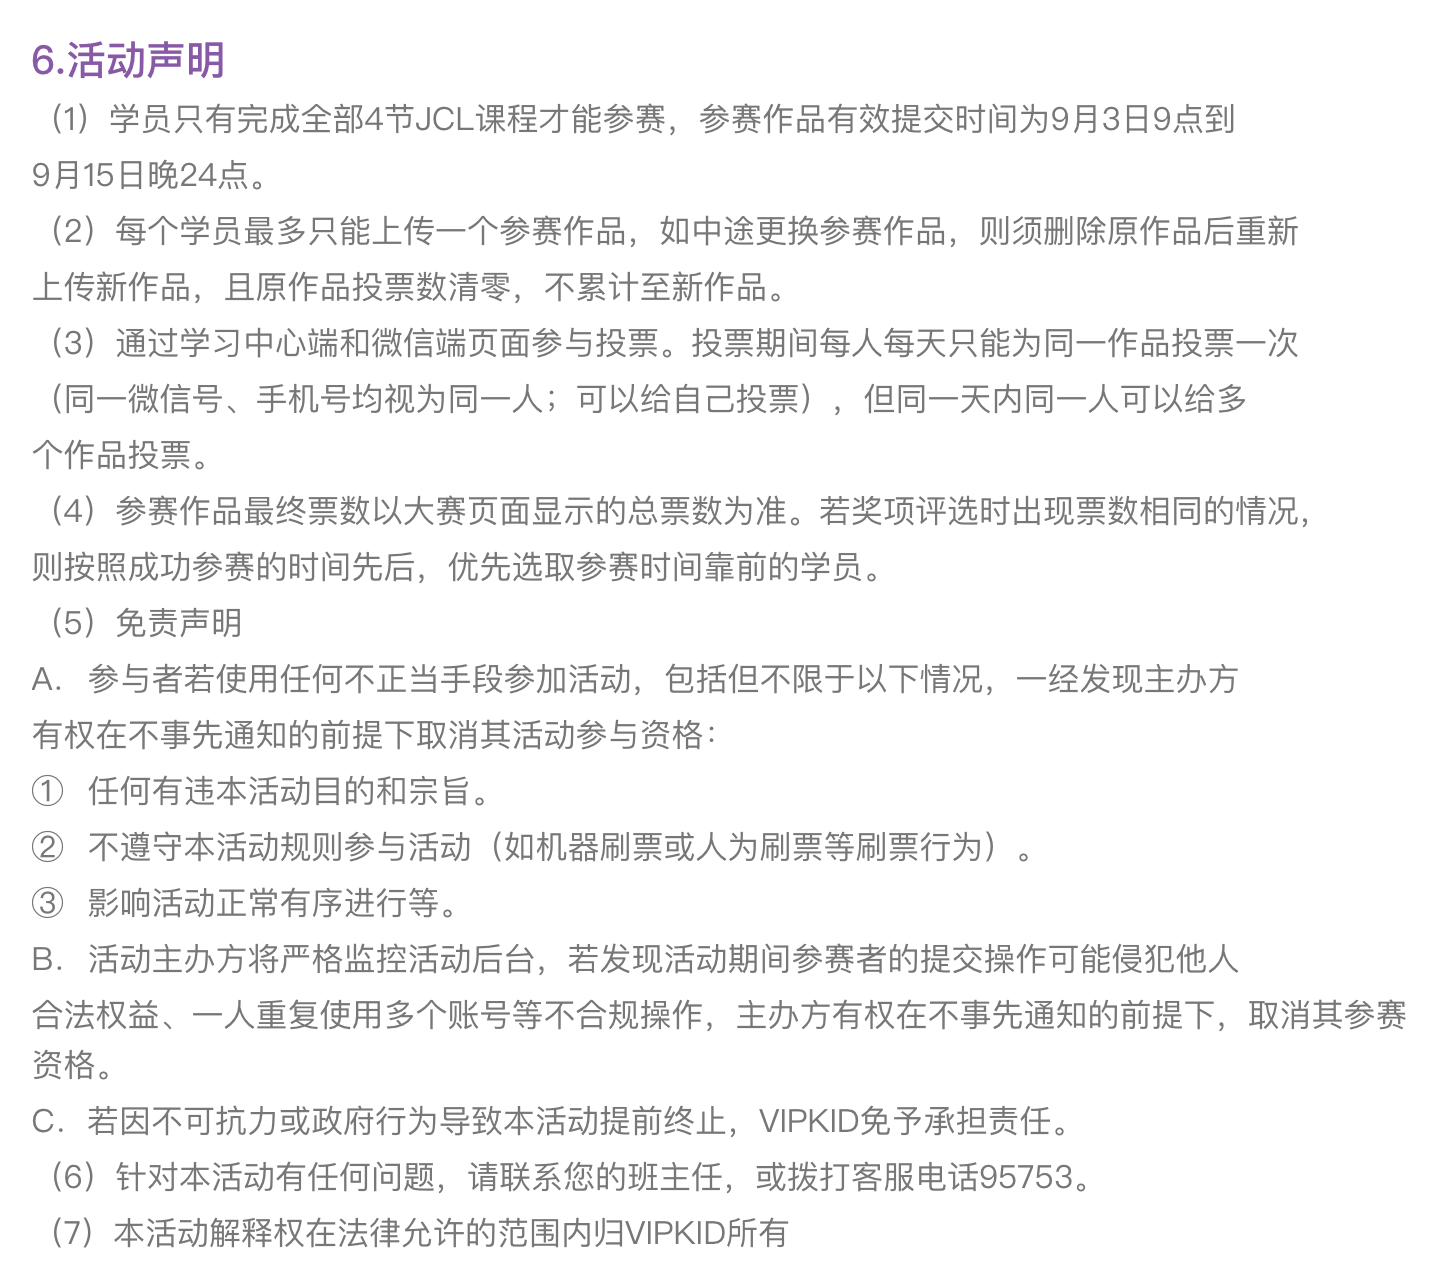 6.活动声明
（1）学员只有完成全部4节JCL课程才能参赛，参赛作品有效提交时间为9月3日9点到
9月15日晚24点。
（2）每个学员最多只能上传一个参赛作品，如中途更换参赛作品，则须删除原作品后重新
上传新作品，且原作品投票数清零，不累计至新作品。
（3）通过学习中心端和微信端页面参与投票。投票期间每人每天只能为同一作品投票一次
（同一微信号、手机号均视为同一人；可以给自己投票），但同一天内同一人可以给多
个作品投票。
（4）参赛作品最终票数以大赛页面显示的总票数为准。若奖项评选时出现票数相同的情况，
则按照成功参赛的时间先后，优先选取参赛时间靠前的学员。
（5）免责声明
A. 参与者若使用任何不正当手段参加活动，包括但不限于以下情况，一经发现主办方
有权在不事先通知的前提下取消其活动参与资格：
① 任何有违本活动目的和宗旨。
② 不遵守本活动规则参与活动（如机器刷票或人为刷票等刷票行为）。
③ 影响活动正常有序进行等。
B. 活动主办方将严格监控活动后台，若发现活动期间参赛者的提交操作可能侵犯他人
合法权益、一人重复使用多个账号等不合规操作，主办方有权在不事先通知的前提下，取消其参赛
资格。
C. 若因不可抗力或政府行为导致本活动提前终止，VIPKID免予承担责任。
（6）针对本活动有任何问题，请联系您的班主任，或拨打客服电话95753。
（7）本活动解释权在法律允许的范围内归VIPKID所有